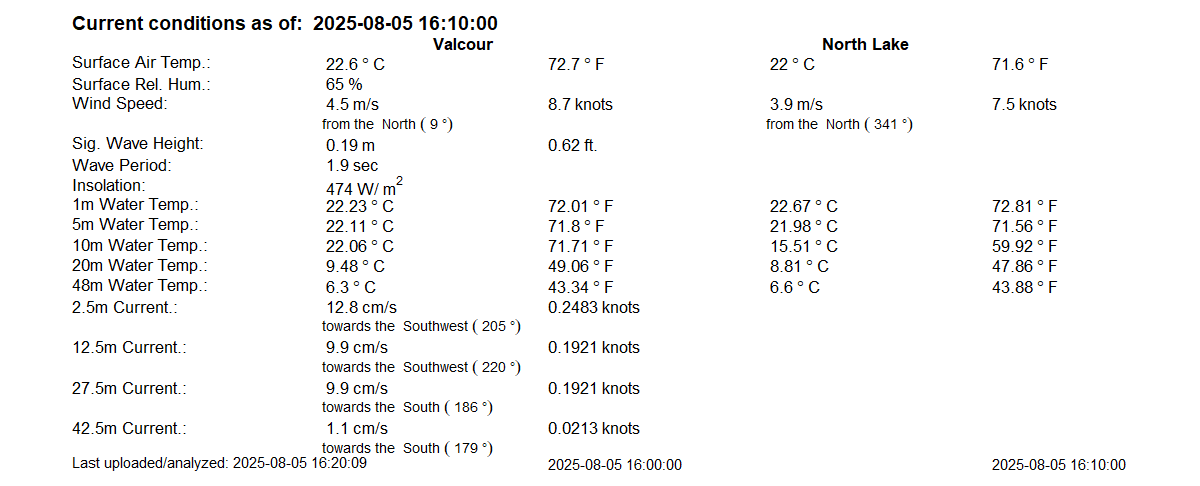 Current conditions as of: 2025-08-05 16:10:00
Valcour North Lake
Surface Air Temp.: 22.6 ° C 72.7 ° F 22 ° C 71.6 ° F
Surface Rel. Hum.: 65 %
Wind Speed: 4.5 m/s 8.7 knots 3.9 m/s 7.5 knots
from the North ( 9 °) from the North ( 341 °)
Sig. Wave Height: 0.19 m 0.62 ft.
Wave Period: 1.9 sec
Insolation: 474 W/ m²
1m Water Temp.: 22.23 ° C 72.01 ° F 22.67 ° C 72.81 ° F
5m Water Temp.: 22.11 ° C 71.8 ° F 21.98 ° C 71.56 ° F
10m Water Temp.: 22.06 ° C 71.71 ° F 15.51 ° C 59.92 ° F
20m Water Temp.: 9.48 ° C 49.06 ° F 8.81 ° C 47.86 ° F
48m Water Temp.: 6.3 ° C 43.34 ° F 6.6 ° C 43.88 ° F
2.5m Current.: 12.8 cm/s 0.2483 knots
towards the Southwest ( 205 °)
12.5m Current.: 9.9 cm/s 0.1921 knots
towards the Southwest ( 220 °)
27.5m Current.: 9.9 cm/s 0.1921 knots
towards the South ( 186 °)
42.5m Current.: 1.1 cm/s 0.0213 knots
towards the South ( 179 °)
Last uploaded/analyzed: 2025-08-05 16:20:09 2025-08-05 16:00:00 2025-08-05 16:10:00